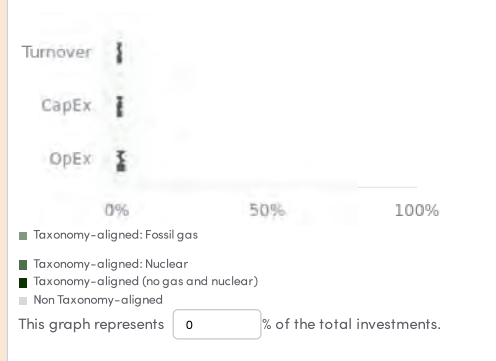 Turnover
CapEx
OpEx
0% 50% 100%
Taxonomy-aligned: Fossil gas
Taxonomy-aligned: Nuclear
Taxonomy-aligned (no gas and nuclear)
Non Taxonomy-aligned
This graph represents 0 % of the total investments.